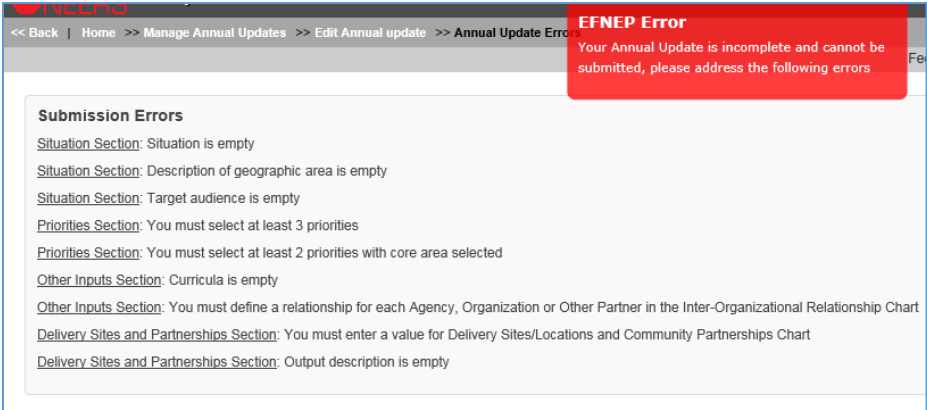 NEERS
EFNEP Error
Your Annual Update is incomplete and cannot be
submitted, please address the following errors
<< Back | Home >> Manage Annual Updates >> Edit Annual update >> Annual Update Errors
Submission Errors
Situation Section: Situation is empty
Situation Section: Description of geographic area is empty
Situation Section: Target audience is empty
Priorities Section: You must select at least 3 priorities
Priorities Section: You must select at least 2 priorities with core area selected
Other Inputs Section: Curricula is empty
Other Inputs Section: You must define a relationship for each Agency, Organization or Other Partner in the Inter-Organizational Relationship Chart
Delivery Sites and Partnerships Section: You must enter a value for Delivery Sites/Locations and Community Partnerships Chart
Delivery Sites and Partnerships Section: Output description is empty